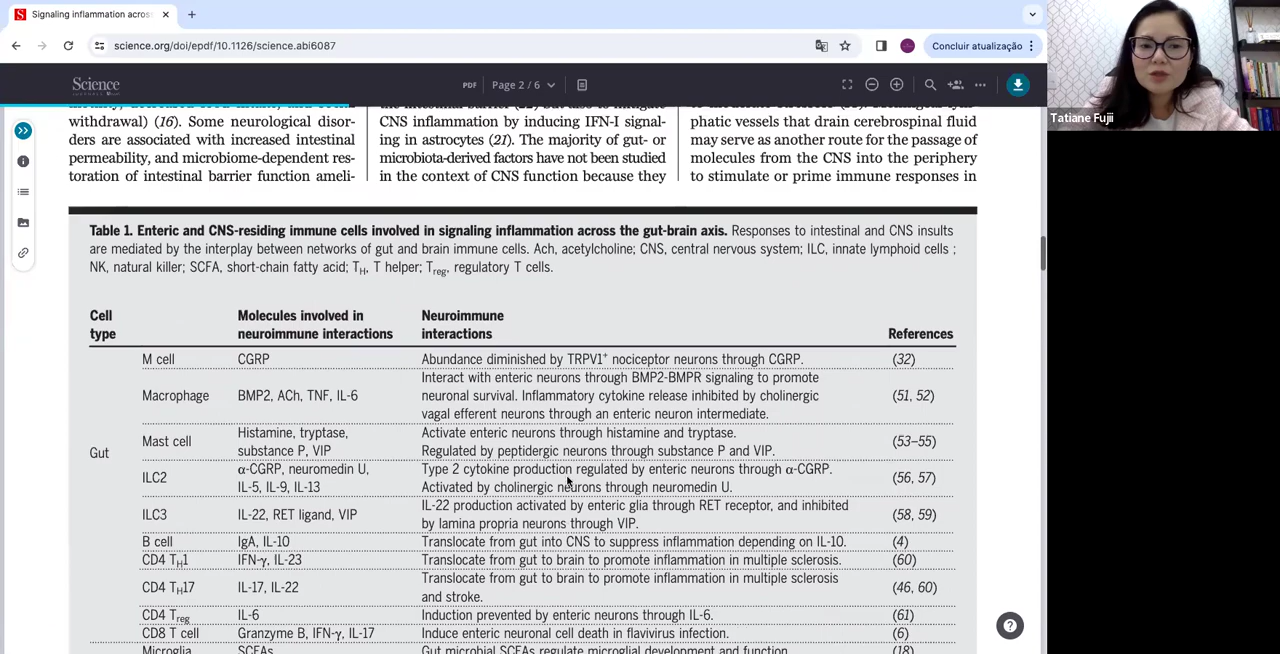 Signaling inflammation acros
science.org/doi/epdf/10.1126/science.abi6087
Concluir atualização
Science
PDF
Page 2 / 6
Tatiane Fujii
withdrawal) (16). Some neurological disor-
ders are associated with increased intestinal
permeability, and microbiome-dependent res-
toration of intestinal barrier function ameli-
CNS inflammation by inducing IFN-I signal-
ing in astrocytes (21). The majority of gut- or
microbiota-derived factors have not been studied
in the context of CNS function because they
phatic vessels that drain cerebrospinal fluid
may serve as another route for the passage of
molecules from the CNS into the periphery
to stimulate or prime immune responses in
Table 1. Enteric and CNS-residing immune cells involved in signaling inflammation across the gut-brain axis. Responses to intestinal and CNS insults
are mediated by the interplay between networks of gut and brain immune cells. Ach, acetylcholine; CNS, central nervous system; ILC, innate lymphoid cells ;
NK, natural killer; SCFA, short-chain fatty acid; TH, T helper; Treg, regulatory T cells.
Cell
type
Molecules involved in
neuroimmune interactions
Neuroimmune
interactions
References
M cell CGRP Abundance diminished by TRPV1+ nociceptor neurons through CGRP. (32)
Interact with enteric neurons through BMP2-BMPR signaling to promote
Macrophage BMP2, ACh, TNF, IL-6 neuronal survival. Inflammatory cytokine release inhibited by cholinergic (51, 52)
vagal efferent neurons through an enteric neuron intermediate.
Histamine, tryptase, Activate enteric neurons through histamine and tryptase.
Mast cell (53–55)
substance P, VIP Regulated by peptidergic neurons through substance P and VIP.
Gut
α-CGRP, neuromedin U, Type 2 cytokine production regulated by enteric neurons through α-CGRP.
ILC2 (56, 57)
IL-5, IL-9, IL-13 Activated by cholinergic neurons through neuromedin U.
IL-22 production activated by enteric glia through RET receptor, and inhibited
ILC3 IL-22, RET ligand, VIP (58, 59)
by lamina propria neurons through VIP.
B cell IgA, IL-10 Translocate from gut into CNS to suppress inflammation depending on IL-10. (4)
CD4 TH1 IFN-γ, IL-23 Translocate from gut to brain to promote inflammation in multiple sclerosis. (60)
Translocate from gut to brain to promote inflammation in multiple sclerosis
CD4 TH17 IL-17, IL-22 (46, 60)
and stroke.
CD4 Treg IL-6 Induction prevented by enteric neurons through IL-6. (61)
CD8 T cell Granzyme B, IFN-γ, IL-17 Induce enteric neuronal cell death in flavivirus infection. (6)
Microglia SCFAs Gut microbial SCFAs regulate microglial development and function. (18)